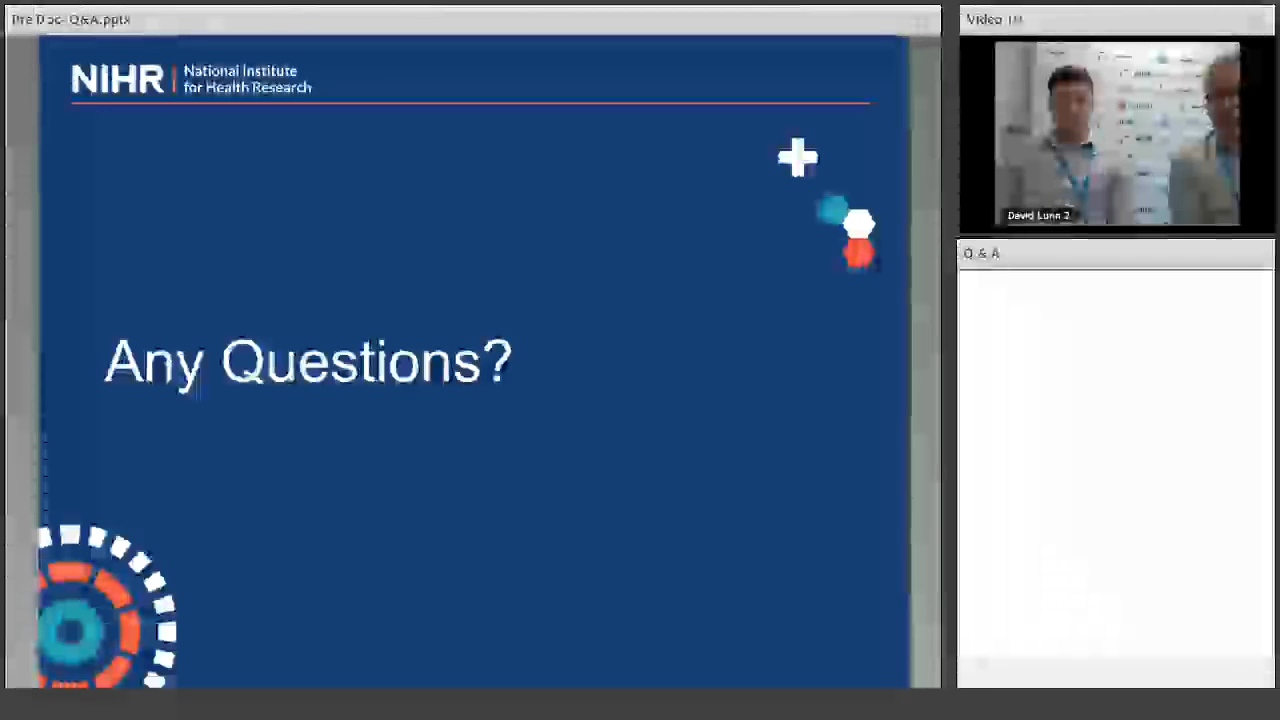 Pre Doc- Q&A.pptx
NIHR | National Institute
for Health Research
Any Questions?
Video
David Lunn 2
Q & A